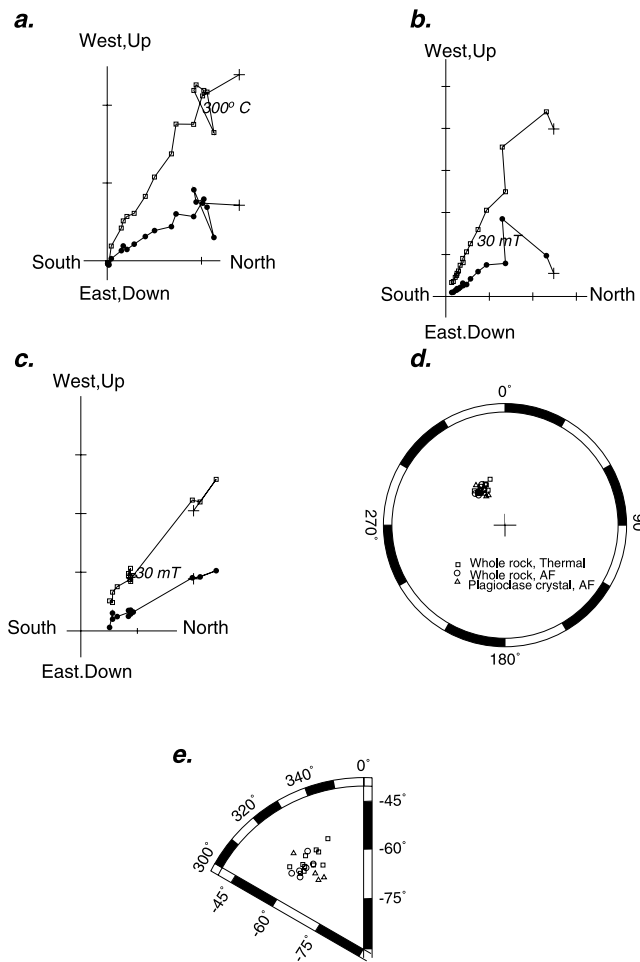 a.
West,Up
300° C
South
North
East,Down
b.
West,Up
30 mT
South
North
East.Down
c.
West,Up
30 mT
South
North
East.Down
d.
0°
90
270°
Whole rock, Thermal
Whole rock, AF
Plagioclase crystal, AF
180°
e.
0°
340°
320°
300°
-45°
-60°
-75°
-45°
-60°
-75°